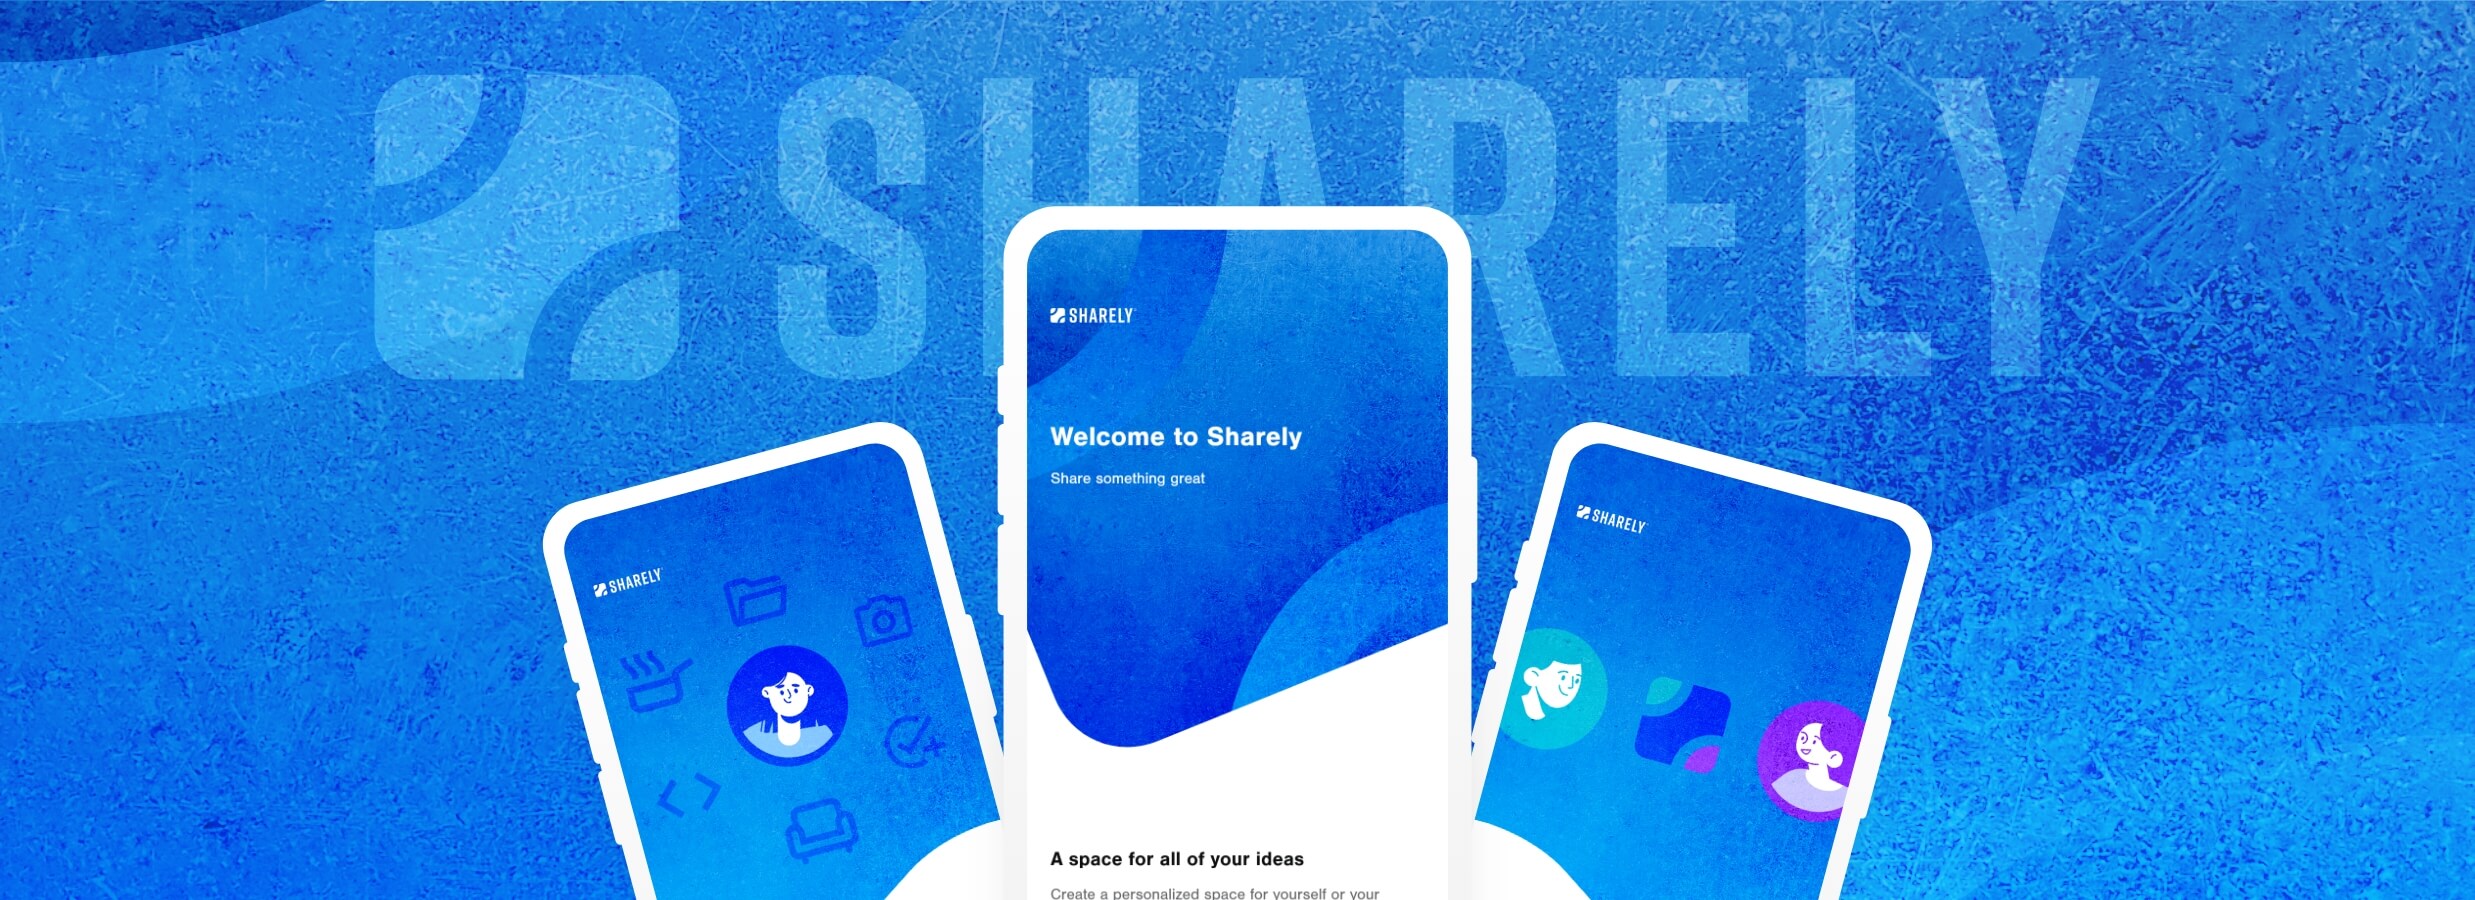 SHARELY
SHARELY
Welcome to Sharely
Share something great
A space for all of your ideas
Create a personalized space for yourself or your
SHARELY
SHARELY